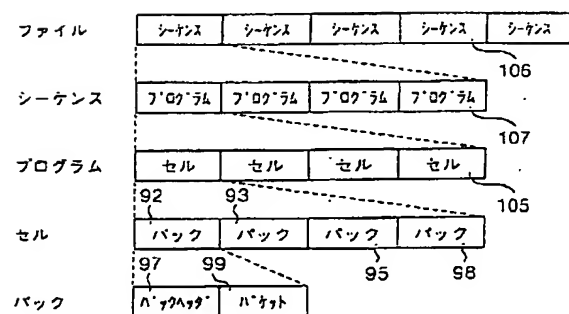 ファイル シーケンス シーケンス シーケンス シーケンス シーケンス
106
シーケンス プログラム プログラム プログラム プログラム
107
プログラム セル セル セル セル
105
92 93
セル パック パック パック パック
97 99 95 98
パック パックヘッダ パケット